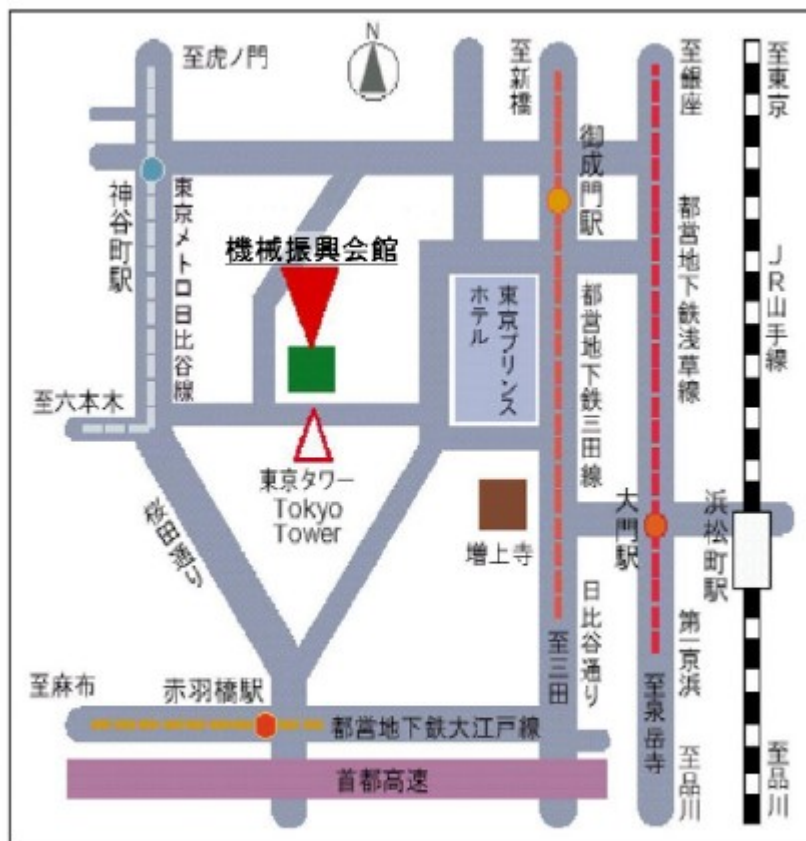 N
至虎ノ門
至新橋
至銀座
至東京
御成門駅
神谷町駅
東京メトロ日比谷線
機械振興会館
東京プリンス
ホテル
都営地下鉄三田線
都営地下鉄浅草線
JR山手線
至六本木
東京タワー
Tokyo
Tower
桜田通り
増上寺
大門駅
浜松町駅
日比谷通り
至三田
第一京浜
至泉岳寺
至品川
至品川
至麻布
赤羽橋駅
都営地下鉄大江戸線
首都高速